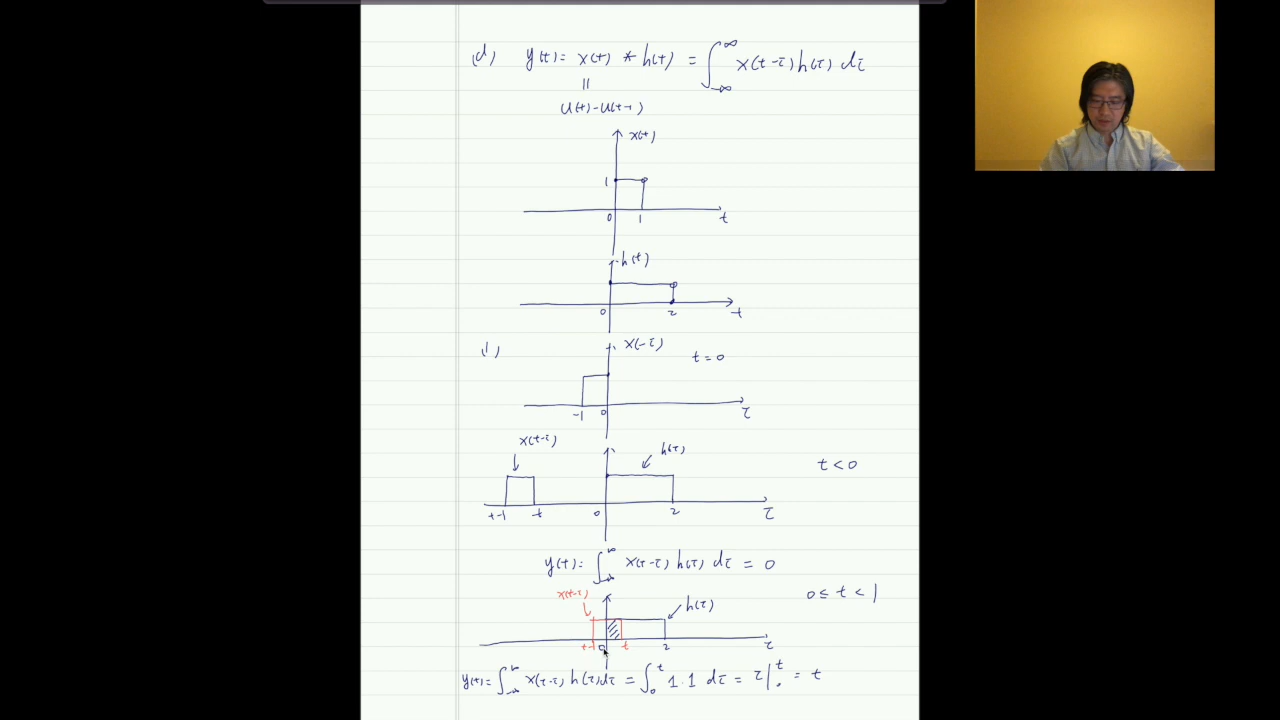 (d) y(t) = x(t) * h(t) = ∫_{-∞}^{∞} x(t-τ) h(τ) dτ
||
u(t) - u(t-1)
x(t)
1
0 1 t
h(t)
0 2 t
(1) x(-τ) t = 0
-1 0 τ
x(t-τ) h(τ) t < 0
t-1 t 0 2 τ
y(t) = ∫_{-∞}^{∞} x(t-τ) h(τ) dτ = 0
x(t-τ) h(τ) 0 ≤ t < 1
t-1 0 t 2 τ
y(t) = ∫_{-∞}^{∞} x(t-τ) h(τ) dτ = ∫_0^t 1·1 dτ = τ|_0^t = t